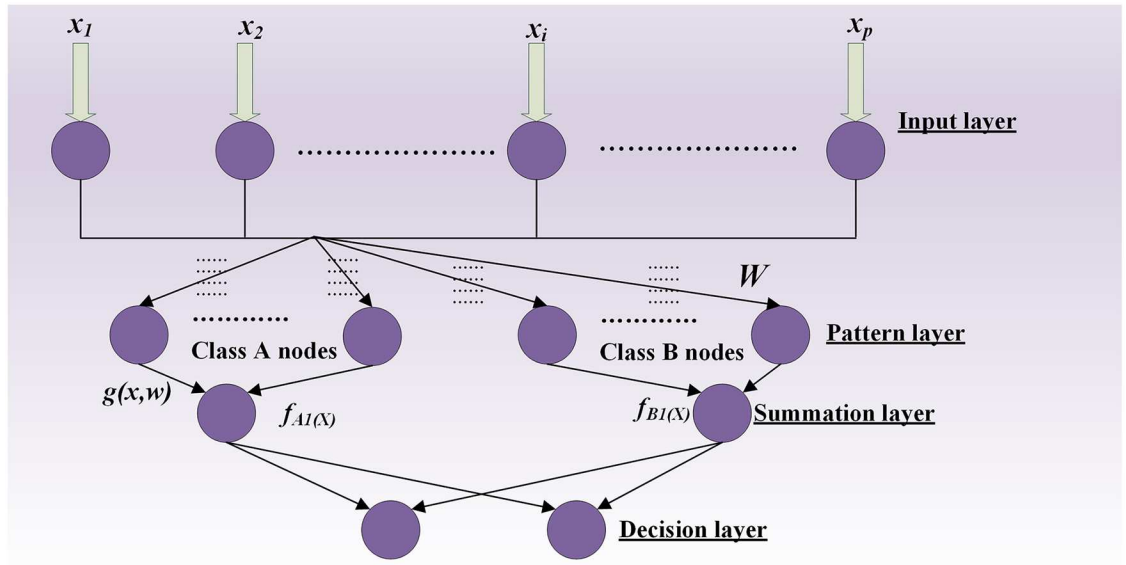 x1 x2 xi xp
Input layer
W
Pattern layer
Class A nodes Class B nodes
g(x,w) fA1(X) fB1(X) Summation layer
Decision layer